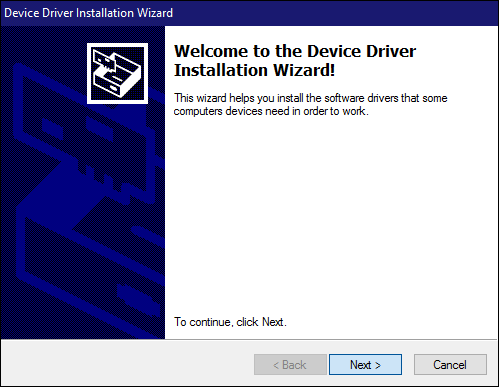 Device Driver Installation Wizard
Welcome to the Device Driver
Installation Wizard!
This wizard helps you install the software drivers that some
computers devices need in order to work.
To continue, click Next.
< Back
Next >
Cancel